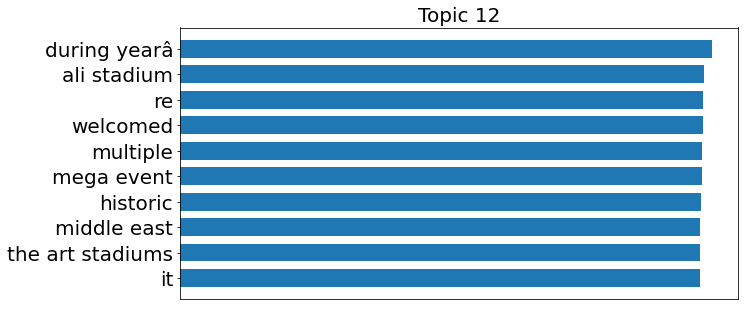 Topic 12
during yearâ
ali stadium
re
welcomed
multiple
mega event
historic
middle east
the art stadiums
it